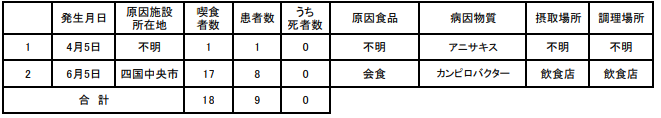 発生月日 原因施設所在地 喫食者数 患者数 うち死者数 原因食品 病因物質 摂取場所 調理場所
1 4月5日 不明 1 1 0 不明 アニサキス 不明 不明
2 6月5日 四国中央市 17 8 0 会食 カンピロバクター 飲食店 飲食店
合 計 18 9 0